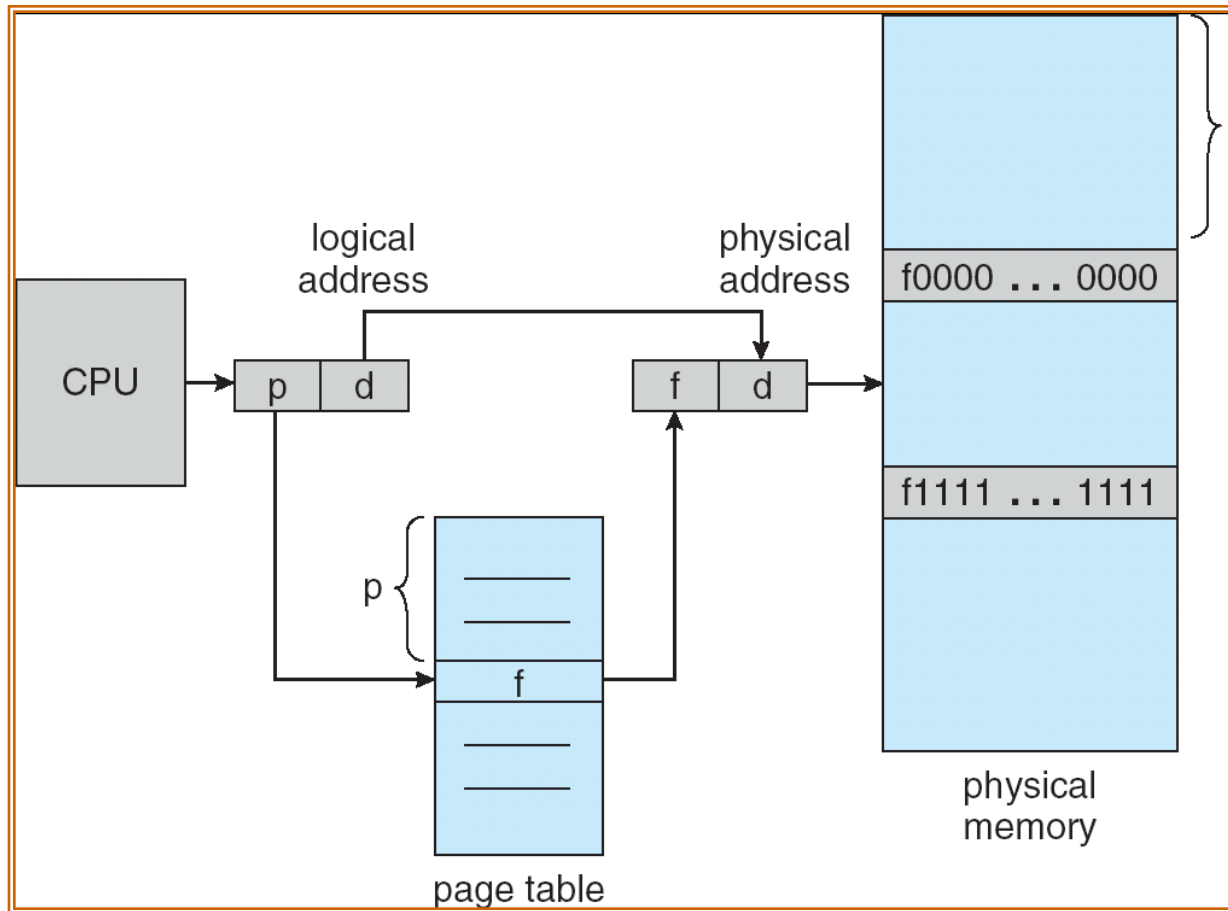 logical
address
physical
address
f0000 ... 0000
CPU
p
d
f
d
f1111 ... 1111
p
f
physical
memory
page table